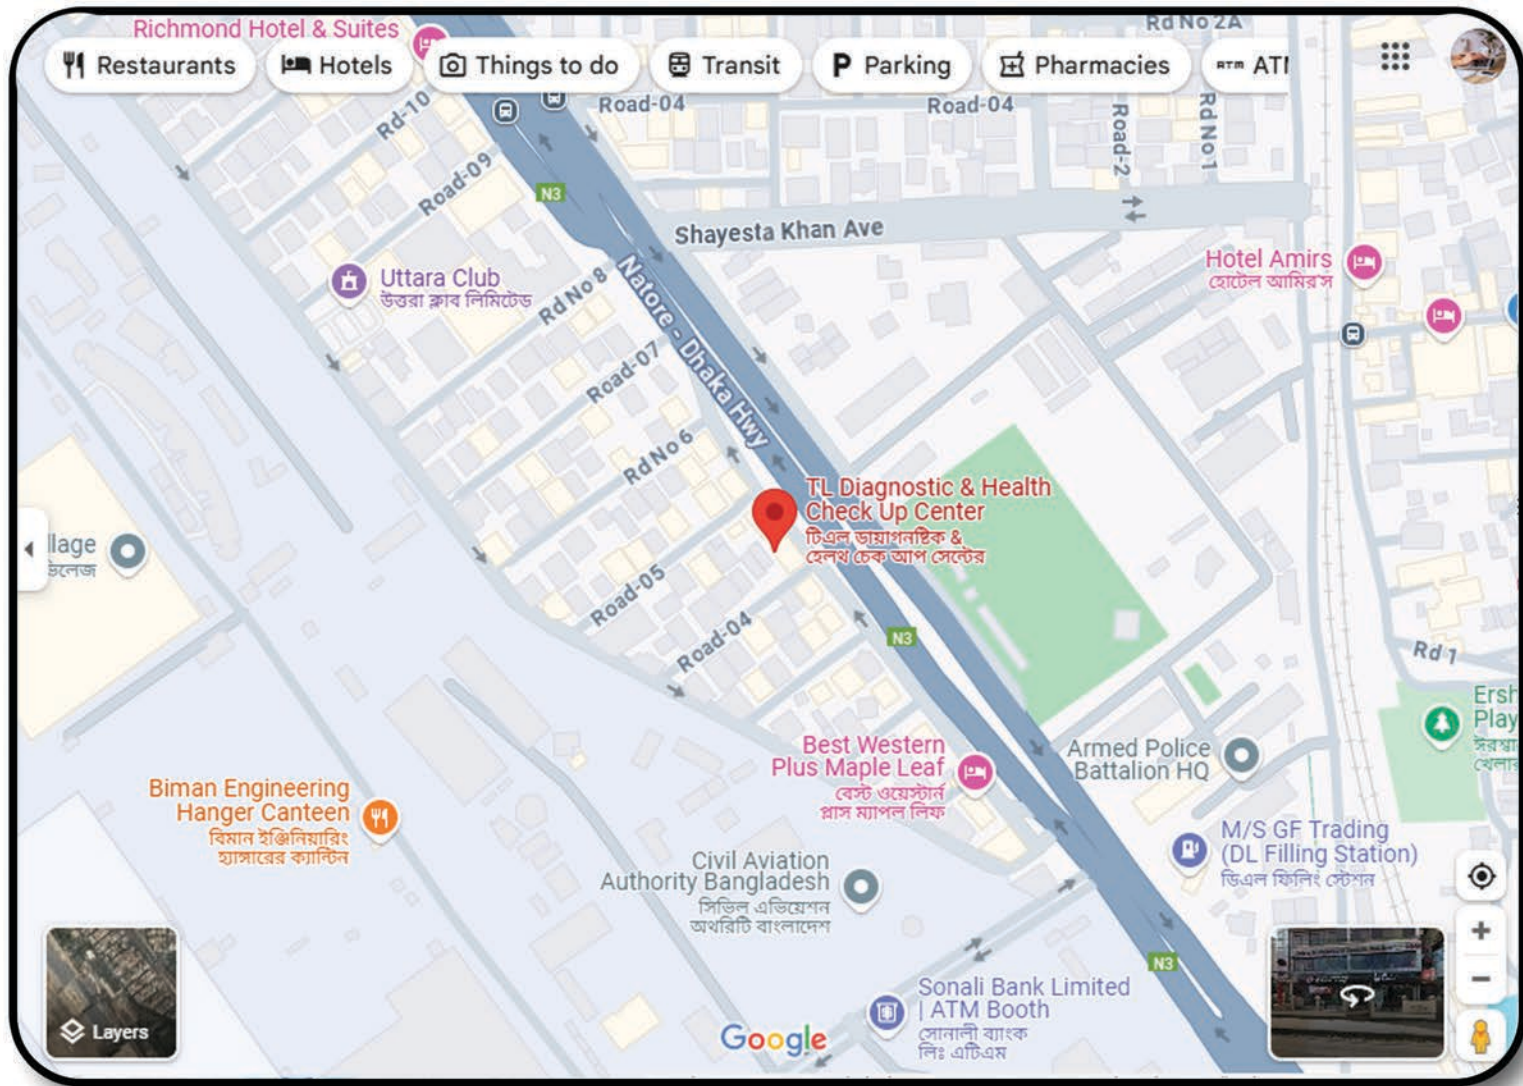 Richmond Hotel & Suites
Rd No 2A
Restaurants
Hotels
Things to do
Transit
P Parking
Pharmacies
ATM
Rd-10
Road-04
Road-04
Road-2
Rd No 1
Road-09
N3
Shayesta Khan Ave
Uttara Club
উত্তরা ক্লাব লিমিটেড
Rd No 8
Natore - Dhaka Hwy
Hotel Amirs
হোটেল আমির'স
Road-07
Rd No 6
TL Diagnostic & Health
Check Up Center
টিএল ডায়াগনষ্টিক &
হেলথ চেক আপ সেন্টের
llage
ভিলেজ
Road-05
Road-04
N3
Rd 1
Ersh
Play
খেলার
Best Western
Plus Maple Leaf
বেস্ট ওয়েস্টার্ন
প্লাস ম্যাপল লিফ
Armed Police
Battalion HQ
Biman Engineering
Hanger Canteen
বিমান ইঞ্জিনিয়ারিং
হ্যাঙ্গারের ক্যান্টিন
M/S GF Trading
(DL Filling Station)
ডিএল ফিলিং স্টেশন
Civil Aviation
Authority Bangladesh
সিভিল এভিয়েশন
অথরিটি বাংলাদেশ
N3
Sonali Bank Limited
| ATM Booth
সোনালী ব্যাংক
লিঃ এটিএম
Layers
Google